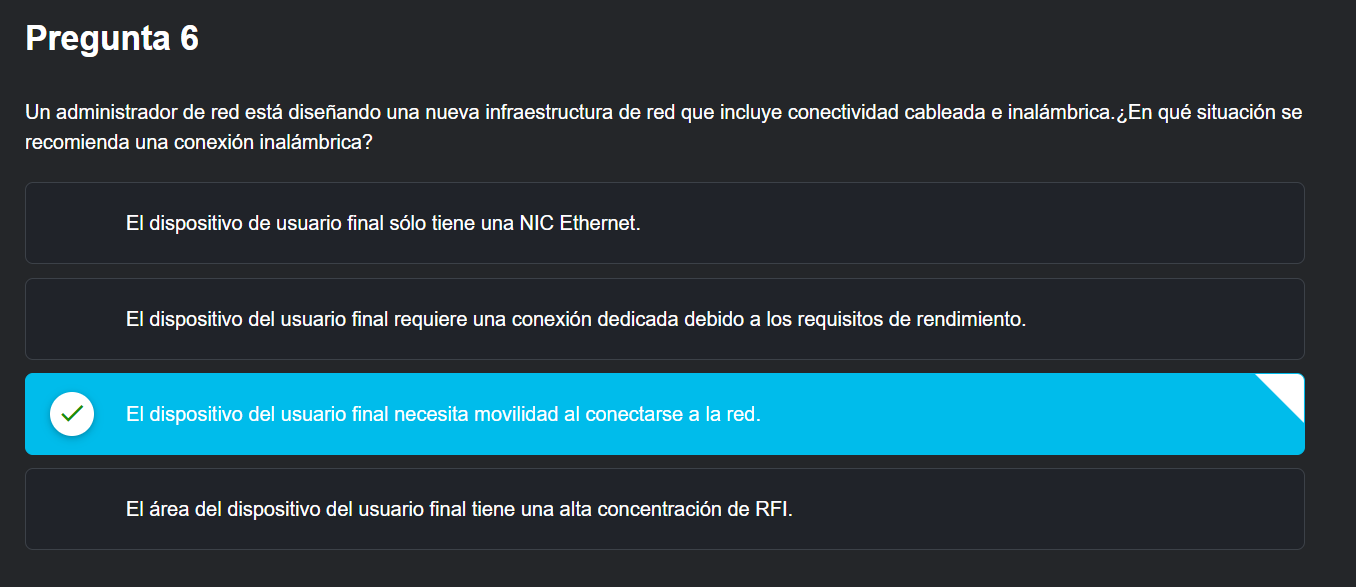 Pregunta 6
Un administrador de red está diseñando una nueva infraestructura de red que incluye conectividad cableada e inalámbrica.¿En qué situación se
recomienda una conexión inalámbrica?
El dispositivo de usuario final sólo tiene una NIC Ethernet.
El dispositivo del usuario final requiere una conexión dedicada debido a los requisitos de rendimiento.
El dispositivo del usuario final necesita movilidad al conectarse a la red.
El área del dispositivo del usuario final tiene una alta concentración de RFI.